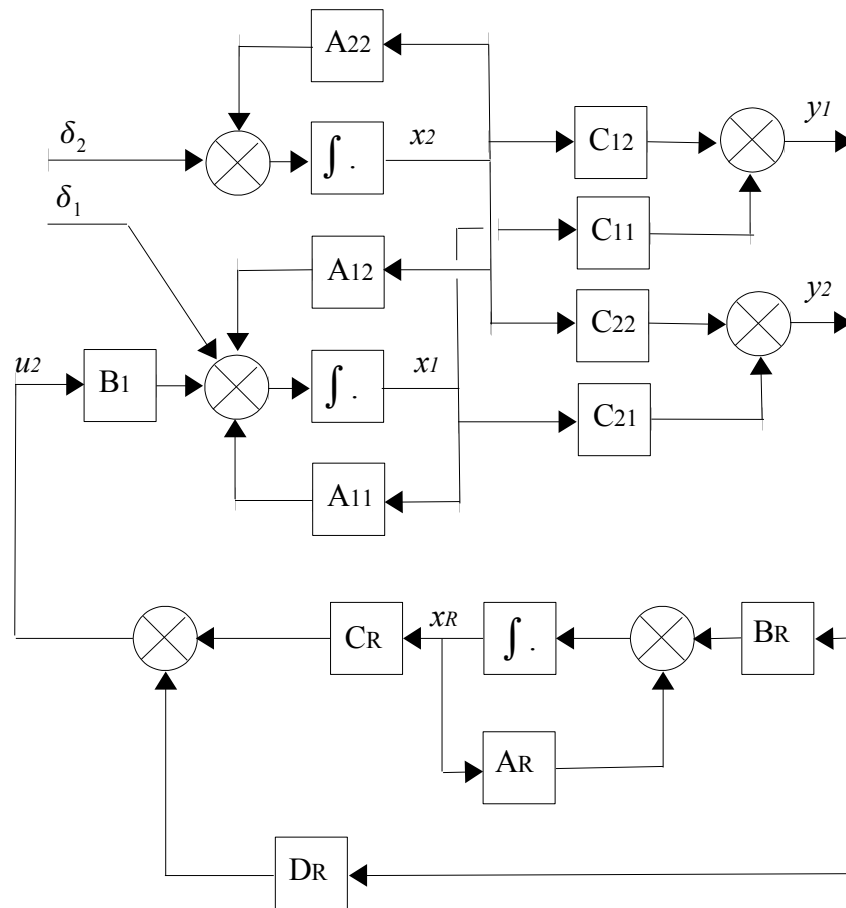 A22
δ2
∫ .
x2
C12
y1
δ1
A12
C11
y2
C22
u2
B1
∫ .
x1
C21
A11
CR
xR
∫ .
BR
AR
DR